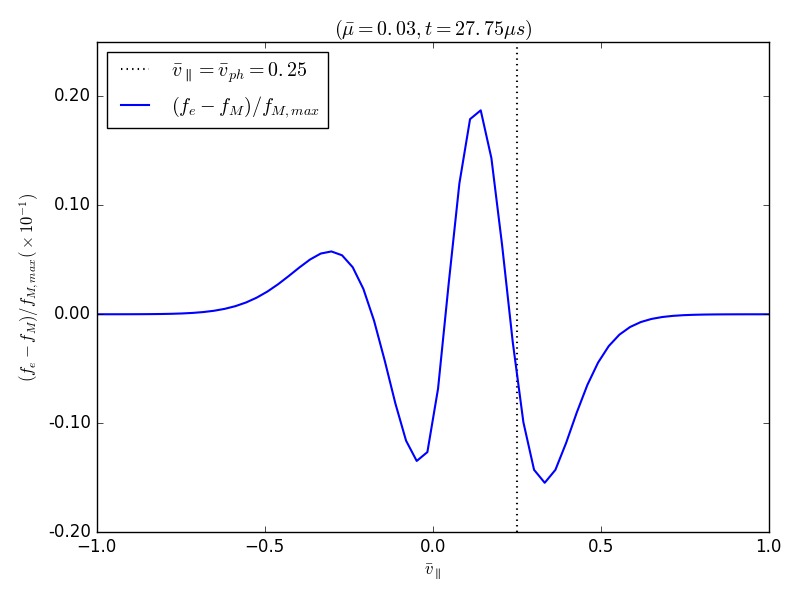 (μ̄ = 0.03, t = 27.75μs)
v̄∥ = v̄ph = 0.25
(fe − fM)/fM,max
(fe − fM)/fM,max(×10⁻¹)
0.20
0.10
0.00
-0.10
-0.20
−1.0 −0.5 0.0 0.5 1.0
v̄∥